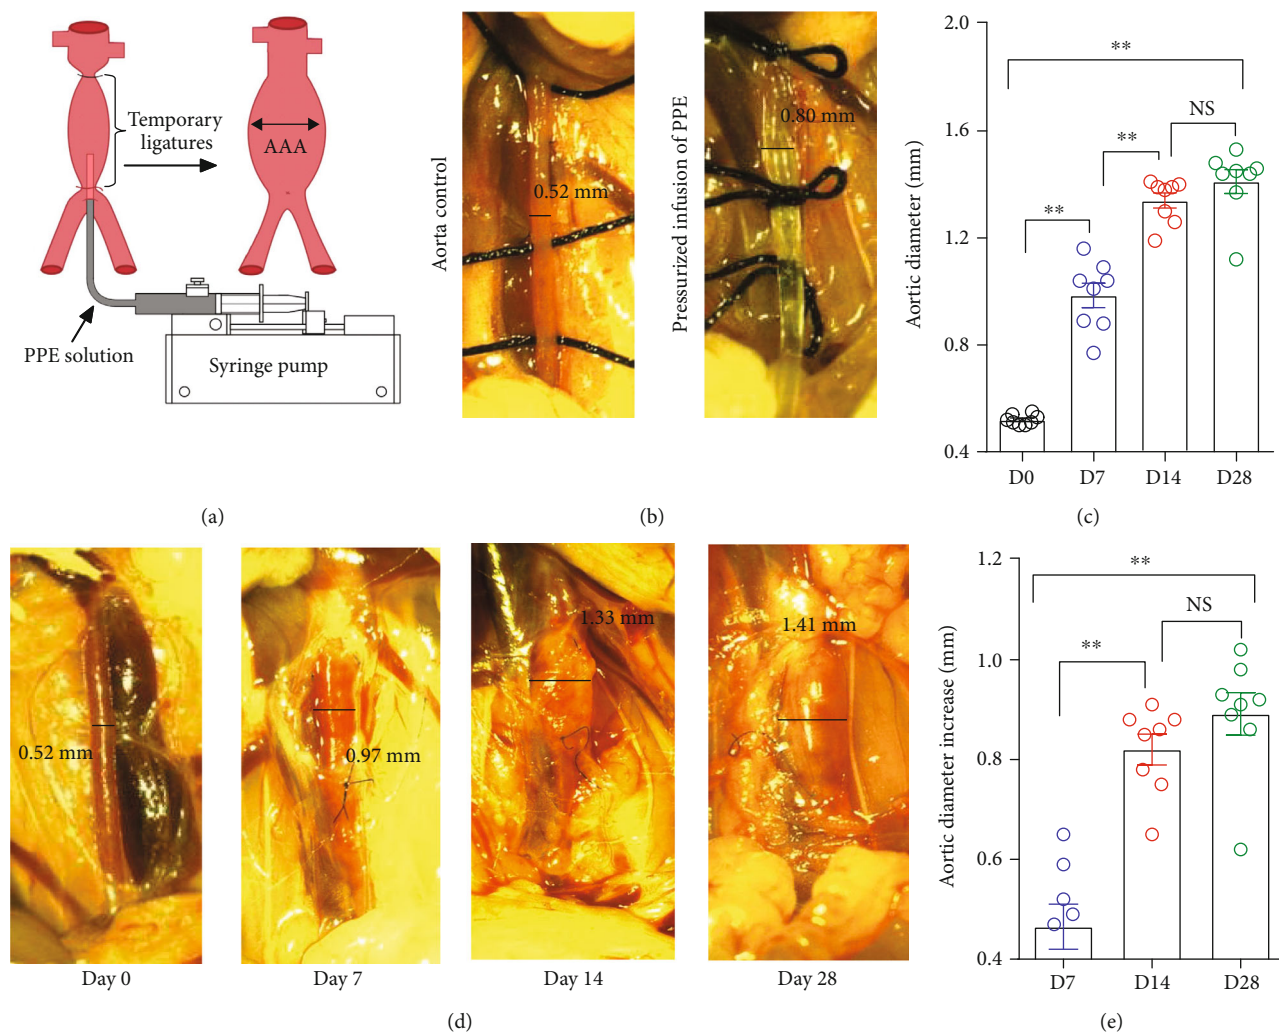 Temporary
ligatures
AAA
PPE solution
Syringe pump
(a)
Aorta control
0.52 mm
Pressurized infusion of PPE
0.80 mm
(b)
Aortic diameter (mm)
2.0
1.6
1.2
0.8
0.4
**
NS
**
**
D0 D7 D14 D28
(c)
0.52 mm
Day 0
0.97 mm
Day 7
1.33 mm
Day 14
1.41 mm
Day 28
(d)
Aortic diameter increase (mm)
1.2
1.0
0.8
0.6
0.4
**
NS
**
D7 D14 D28
(e)